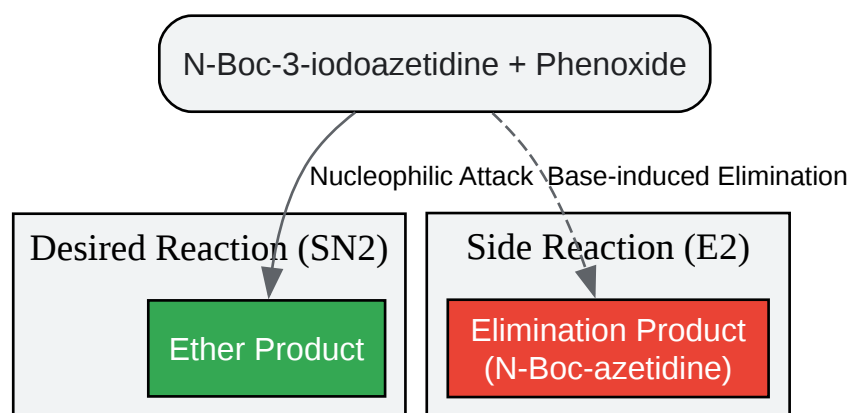 N-Boc-3-iodoazetidine + Phenoxide
Nucleophilic Attack
Base-induced Elimination
Desired Reaction (SN2)
Side Reaction (E2)
Ether Product
Elimination Product
(N-Boc-azetidine)